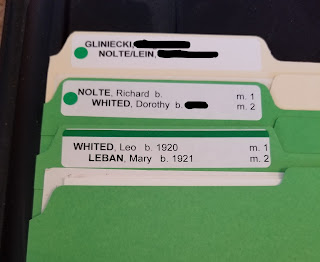 GLINIECKI,
NOLTE/LEIN,
NOLTE, Richard b. m. 1
WHITED, Dorothy b. m. 2
WHITED, Leo b. 1920 m. 1
LEBAN, Mary b. 1921 m. 2